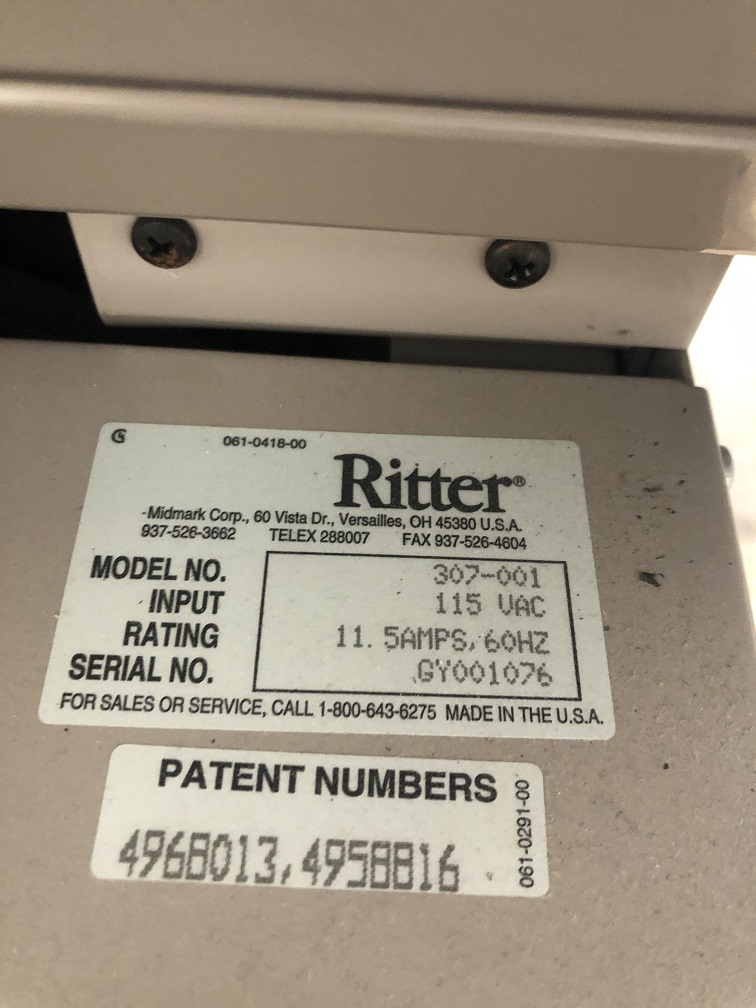 061-0418-00
Ritter®
Midmark Corp., 60 Vista Dr., Versailles, OH 45380 U.S.A.
937-526-3662 TELEX 288007 FAX 937-526-4604
MODEL NO. 307-001
INPUT 115 VAC
RATING 11.5AMPS,60HZ
SERIAL NO. GY001076
FOR SALES OR SERVICE, CALL 1-800-643-6275 MADE IN THE U.S.A.
PATENT NUMBERS
4968013,4958816
061-0291-00